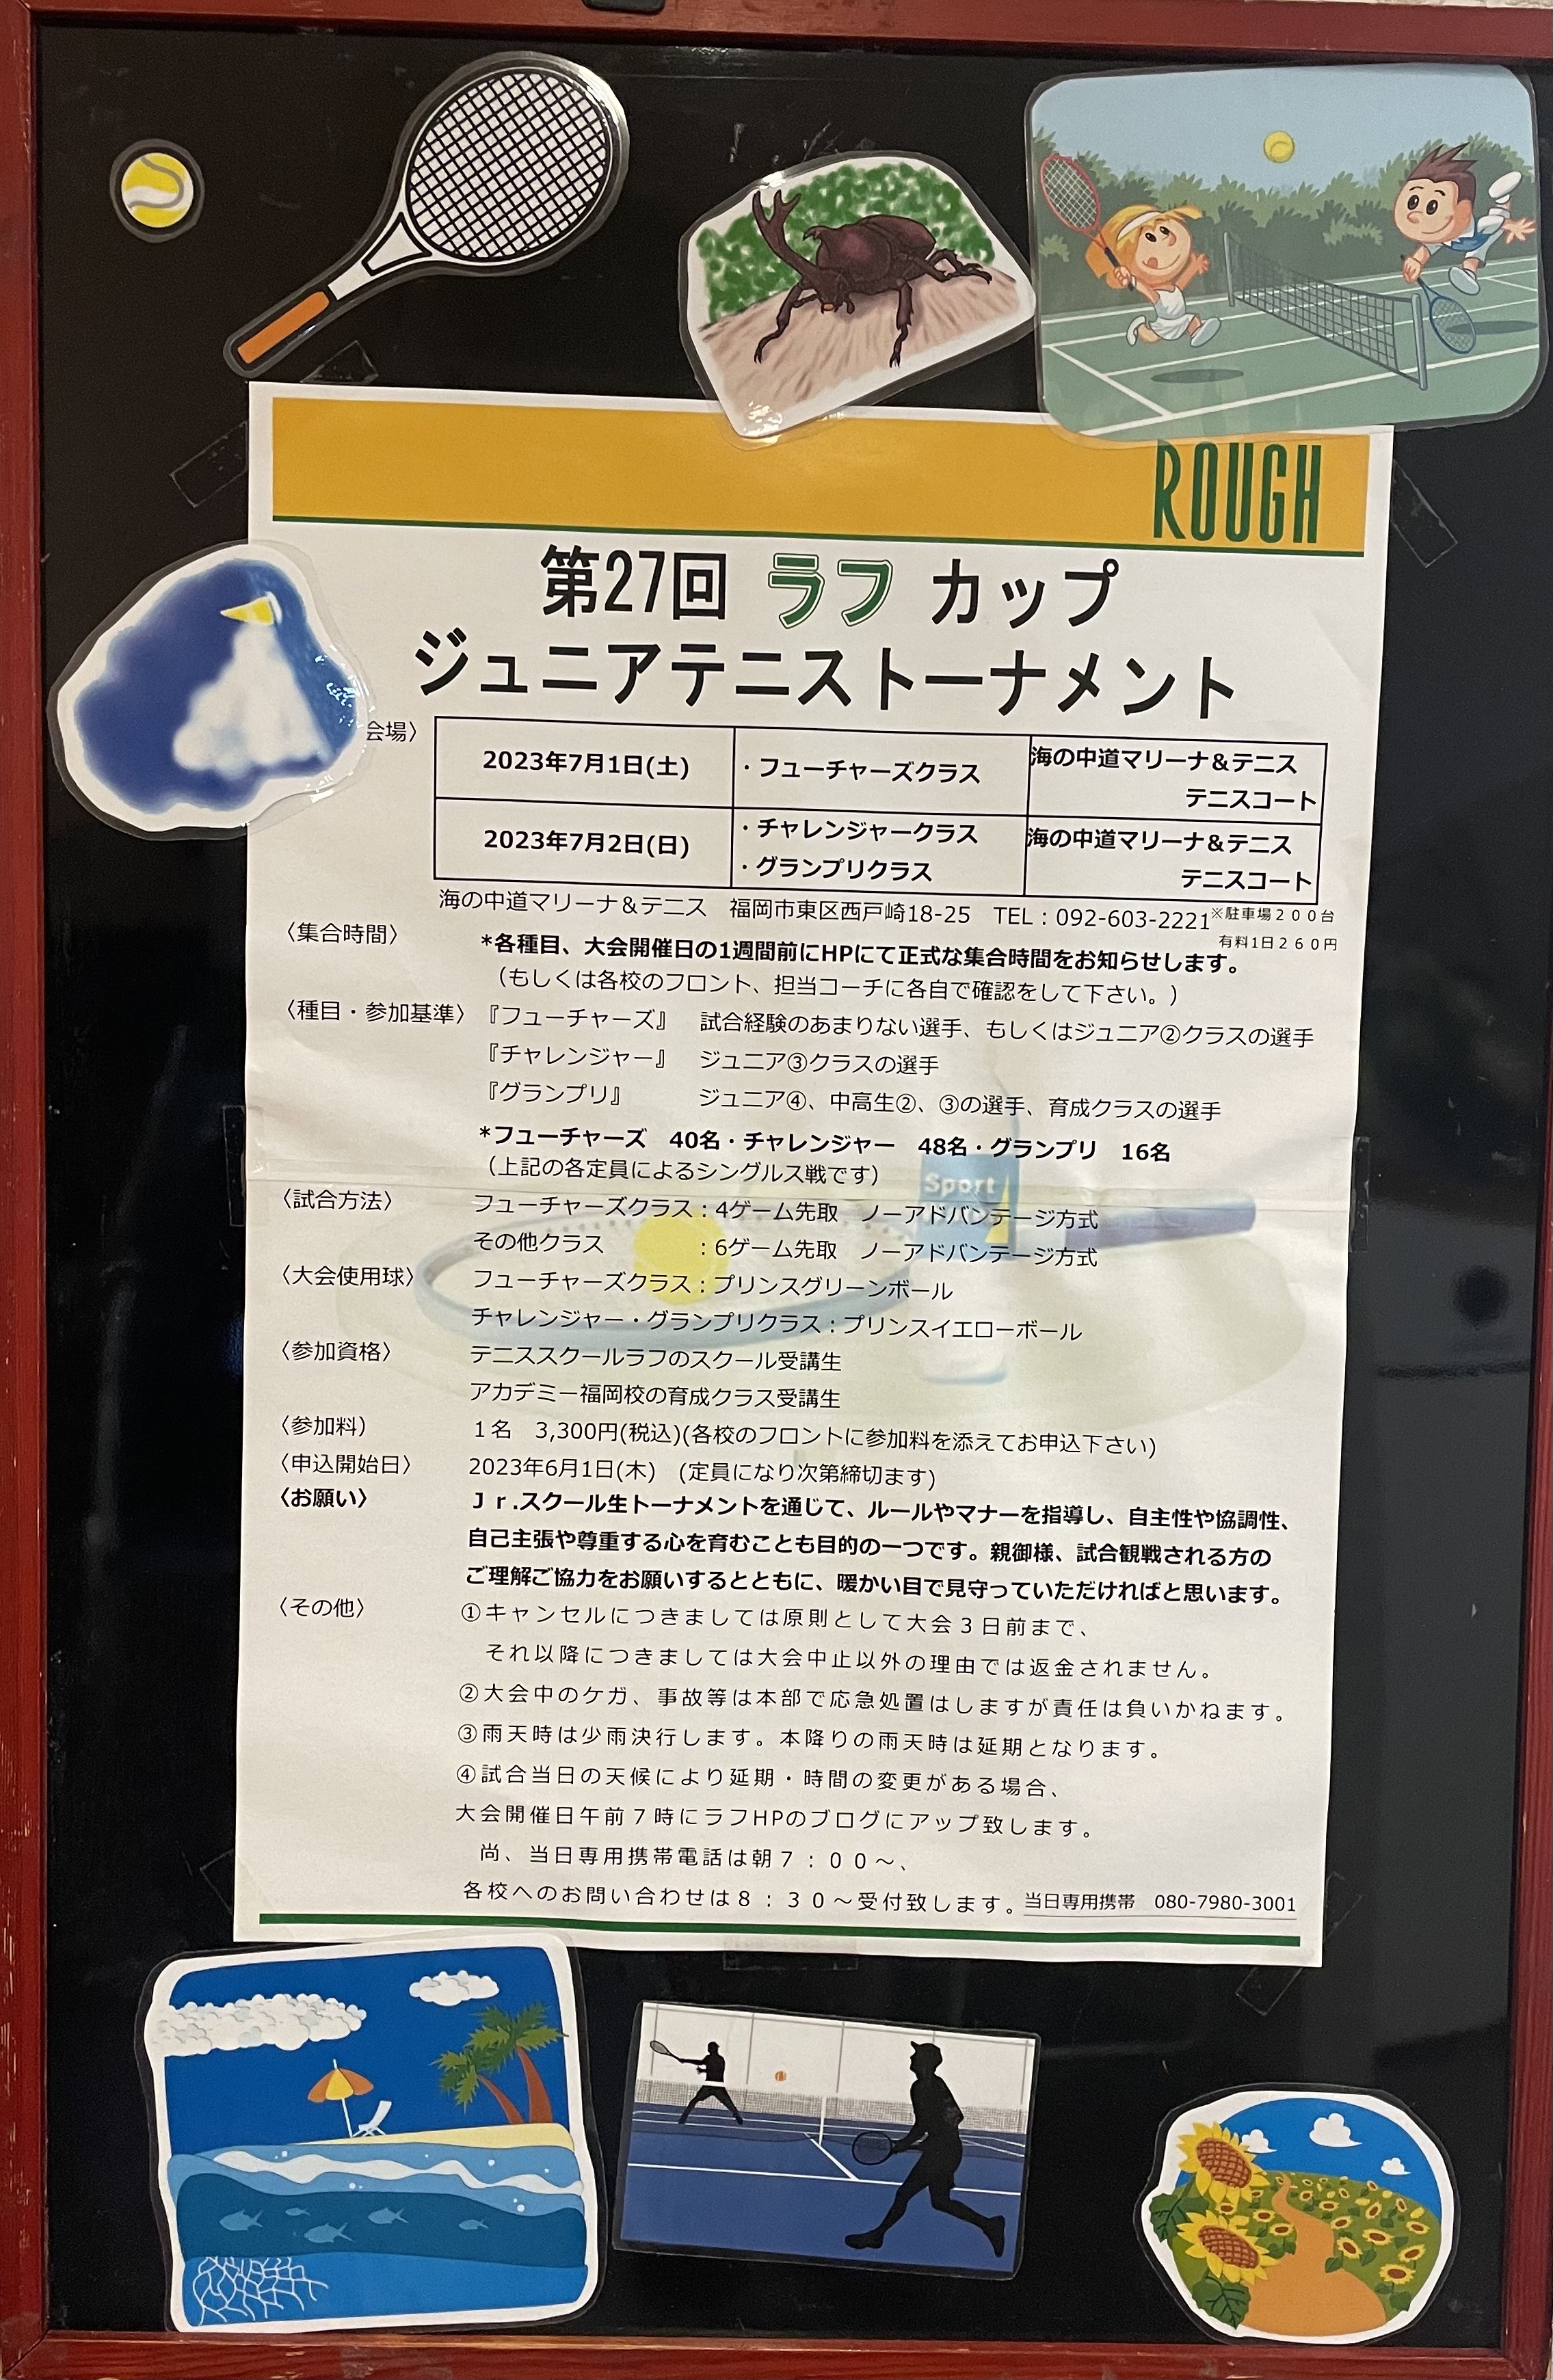 ROUGH
第27回 ラフ カップ
ジュニアテニストーナメント
会場〉
2023年7月1日(土) ・フューチャーズクラス 海の中道マリーナ＆テニス
テニスコート
2023年7月2日(日) ・チャレンジャークラス 海の中道マリーナ＆テニス
・グランプリクラス テニスコート
海の中道マリーナ＆テニス 福岡市東区西戸崎18-25 TEL：092-603-2221 ※駐車場２００台
有料1日２６０円
〈集合時間〉 *各種目、大会開催日の1週間前にHPにて正式な集合時間をお知らせします。
（もしくは各校のフロント、担当コーチに各自で確認をして下さい。）
〈種目・参加基準〉 『フューチャーズ』 試合経験のあまりない選手、もしくはジュニア②クラスの選手
『チャレンジャー』 ジュニア③クラスの選手
『グランプリ』 ジュニア④、中高生②、③の選手、育成クラスの選手
*フューチャーズ 40名・チャレンジャー 48名・グランプリ 16名
（上記の各定員によるシングルス戦です）
Sport
〈試合方法〉 フューチャーズクラス：4ゲーム先取 ノーアドバンテージ方式
その他クラス ：6ゲーム先取 ノーアドバンテージ方式
〈大会使用球〉 フューチャーズクラス：プリンスグリーンボール
チャレンジャー・グランプリクラス：プリンスイエローボール
〈参加資格〉 テニススクールラフのスクール受講生
アカデミー福岡校の育成クラス受講生
〈参加料） １名 3,300円(税込)(各校のフロントに参加料を添えてお申込下さい)
〈申込開始日〉 2023年6月1日(木) (定員になり次第締切ます)
〈お願い〉 Ｊｒ.スクール生トーナメントを通じて、ルールやマナーを指導し、自主性や協調性、
自己主張や尊重する心を育むことも目的の一つです。親御様、試合観戦される方の
ご理解ご協力をお願いするとともに、暖かい目で見守っていただければと思います。
〈その他〉 ①キャンセルにつきましては原則として大会３日前まで、
それ以降につきましては大会中止以外の理由では返金されません。
②大会中のケガ、事故等は本部で応急処置はしますが責任は負いかねます。
③雨天時は少雨決行します。本降りの雨天時は延期となります。
④試合当日の天候により延期・時間の変更がある場合、
大会開催日午前７時にラフHPのブログにアップ致します。
尚、当日専用携帯電話は朝７：００～、
各校へのお問い合わせは８：３０～受付致します。 当日専用携帯 080-7980-3001